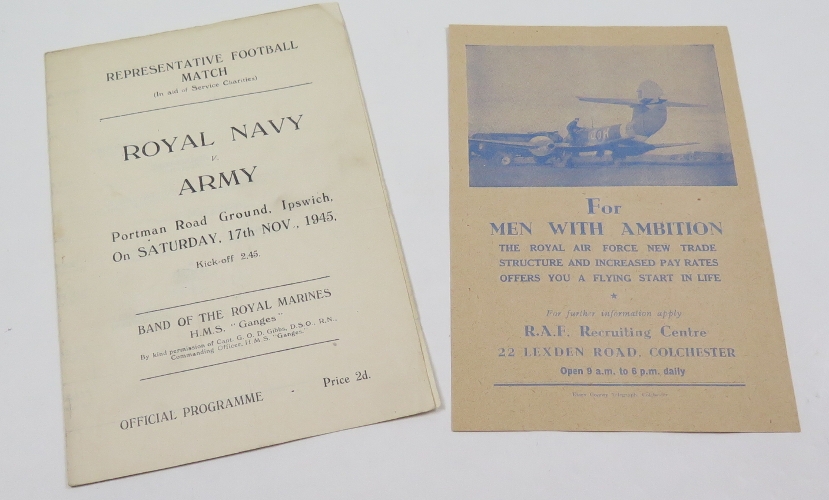 REPRESENTATIVE FOOTBALL
MATCH
(In aid of Service Charities)
ROYAL NAVY
v.
ARMY
Portman Road Ground, Ipswich,
On SATURDAY, 17th NOV., 1945,
Kick-off 2.45.
BAND OF THE ROYAL MARINES
H.M.S. "Ganges"
By kind permission of Capt. G. O. D. Gibbs, D.S.O., R.N.,
Commanding Officer, H.M.S. "Ganges."
OFFICIAL PROGRAMME
Price 2d.
For
MEN WITH AMBITION
THE ROYAL AIR FORCE NEW TRADE
STRUCTURE AND INCREASED PAY RATES
OFFERS YOU A FLYING START IN LIFE
For further information apply
R.A.F. Recruiting Centre
22 LEXDEN ROAD, COLCHESTER
Open 9 a.m. to 6 p.m. daily